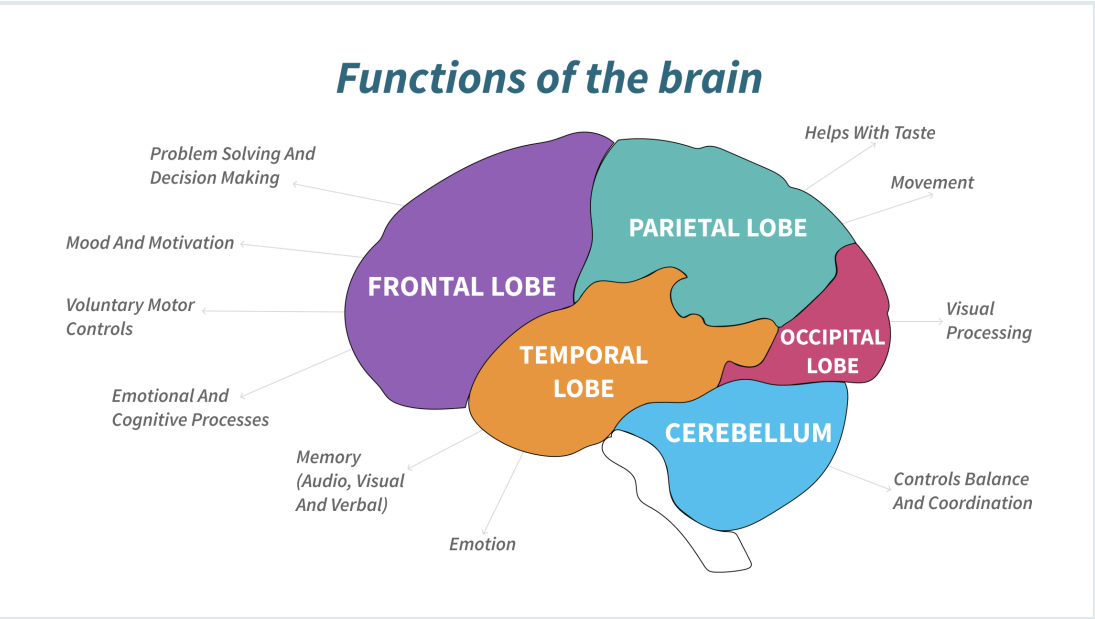 Functions of the brain
Problem Solving And
Decision Making
Mood And Motivation
Voluntary Motor
Controls
Emotional And
Cognitive Processes
Memory
(Audio, Visual
And Verbal)
Emotion
FRONTAL LOBE
PARIETAL LOBE
TEMPORAL
LOBE
OCCIPITAL
LOBE
CEREBELLUM
Helps With Taste
Movement
Visual
Processing
Controls Balance
And Coordination